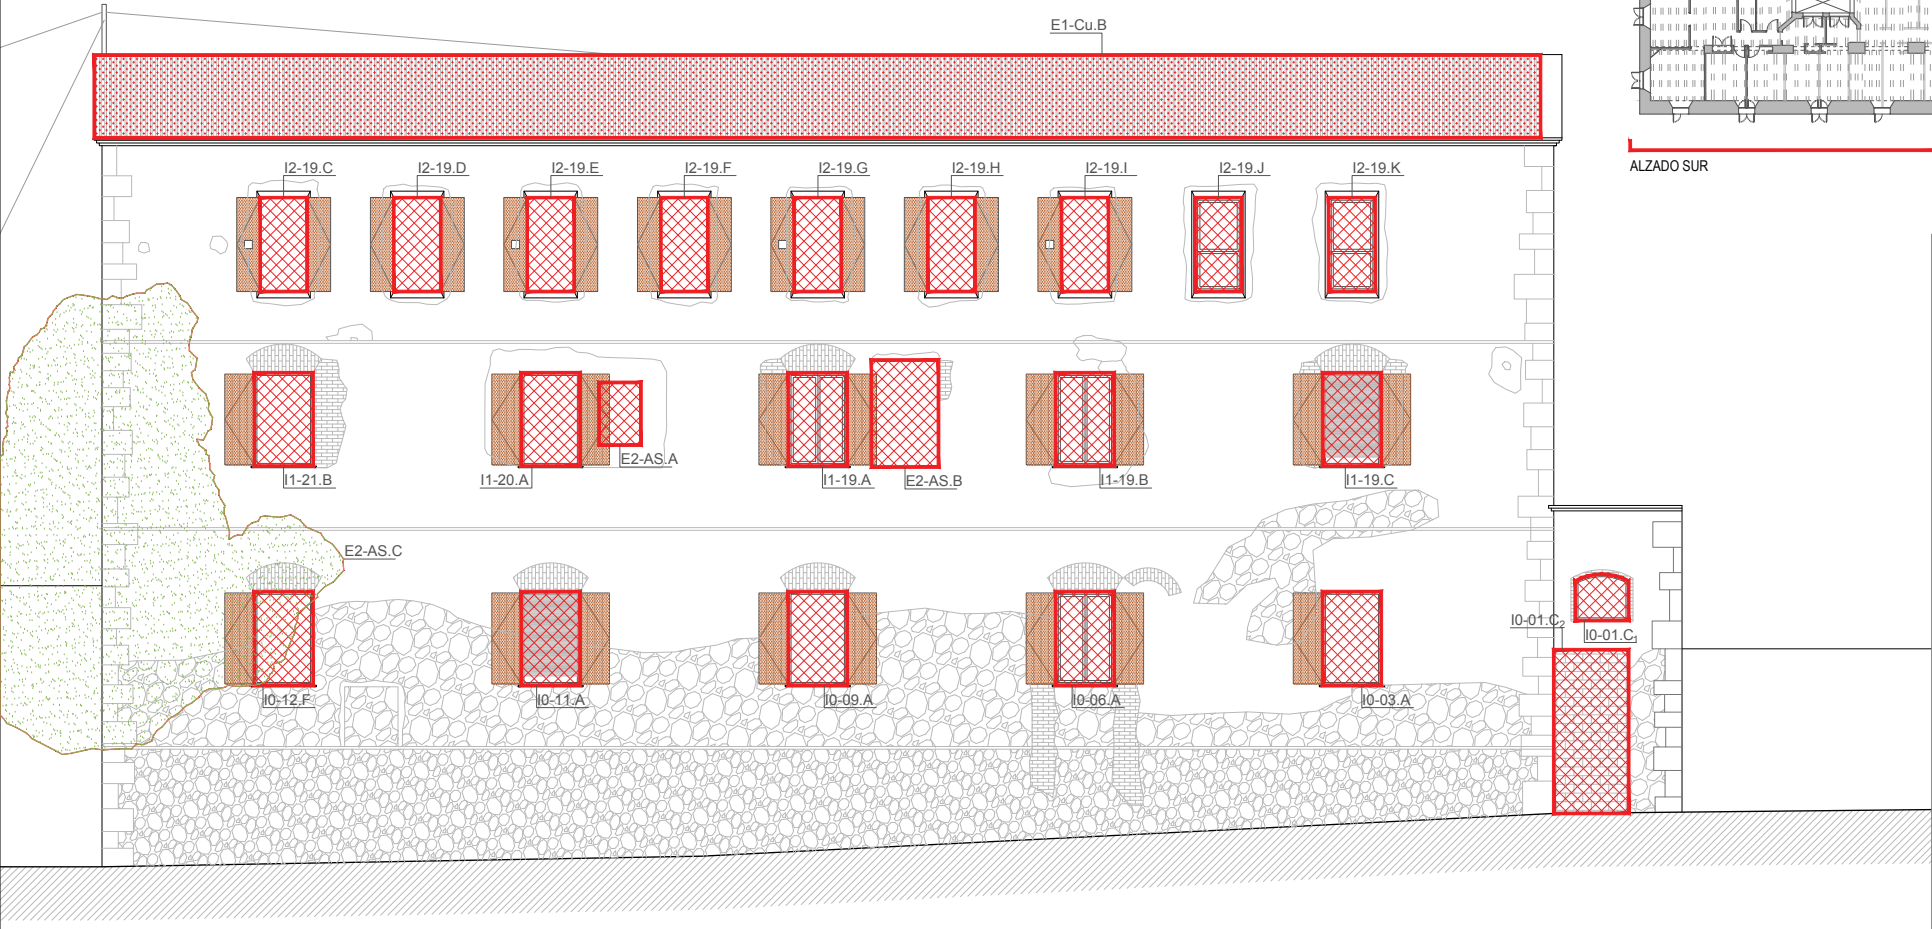 E1-Cu.B
ALZADO SUR
I2-19.C
I2-19.D
I2-19.E
I2-19.F
I2-19.G
I2-19.H
I2-19.I
I2-19.J
I2-19.K
E2-AS.A
I1-21.B
I1-20.A
I1-19.A
E2-AS.B
I1-19.B
I1-19.C
E2-AS.C
I0-01.C2
I0-01.C1
I0-12.F
I0-11.A
I0-09.A
I0-06.A
I0-03.A